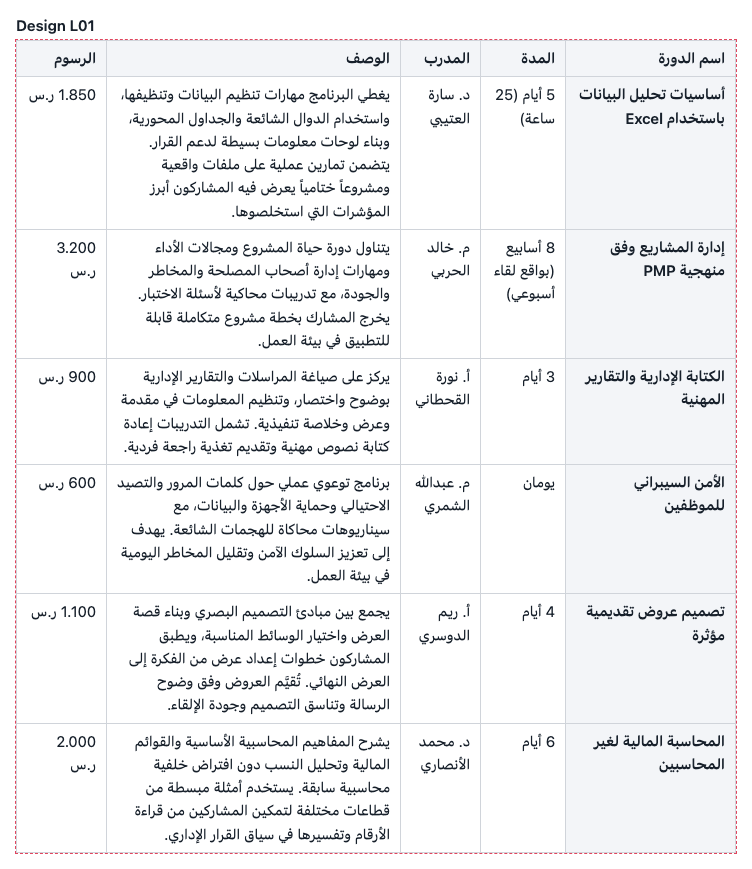 Design L01
اسم الدورة المدة المدرب الوصف الرسوم
أساسيات تحليل البيانات
باستخدام Excel
5 أيام (25
ساعة)
د. سارة
العتيبي
يغطي البرنامج مهارات تنظيم البيانات وتنظيفها،
واستخدام الدوال الشائعة والجداول المحورية،
وبناء لوحات معلومات بسيطة لدعم القرار.
يتضمن تمارين عملية على ملفات واقعية
ومشروعاً ختامياً يعرض فيه المشاركون أبرز
المؤشرات التي استخلصوها.
1.850 ر.س
إدارة المشاريع وفق
منهجية PMP
8 أسابيع
(بواقع لقاء
أسبوعي)
م. خالد
الحربي
يتناول دورة حياة المشروع ومجالات الأداء
ومهارات إدارة أصحاب المصلحة والمخاطر
والجودة، مع تدريبات محاكية لأسئلة الاختبار.
يخرج المشارك بخطة مشروع متكاملة قابلة
للتطبيق في بيئة العمل.
3.200
ر.س
الكتابة الإدارية والتقارير
المهنية
3 أيام
أ. نورة
القحطاني
يركز على صياغة المراسلات والتقارير الإدارية
بوضوح واختصار، وتنظيم المعلومات في مقدمة
وعرض وخلاصة تنفيذية. تشمل التدريبات إعادة
كتابة نصوص مهنية وتقديم تغذية راجعة فردية.
900 ر.س
الأمن السيبراني
للموظفين
يومان
م. عبدالله
الشمري
برنامج توعوي عملي حول كلمات المرور والتصيد
الاحتيالي وحماية الأجهزة والبيانات، مع
سيناريوهات محاكاة للهجمات الشائعة. يهدف
إلى تعزيز السلوك الآمن وتقليل المخاطر اليومية
في بيئة العمل.
600 ر.س
تصميم عروض تقديمية
مؤثرة
4 أيام
أ. ريم
الدوسري
يجمع بين مبادئ التصميم البصري وبناء قصة
العرض واختيار الوسائط المناسبة، ويطبق
المشاركون خطوات إعداد عرض من الفكرة إلى
العرض النهائي. تُقيَّم العروض وفق وضوح
الرسالة وتناسق التصميم وجودة الإلقاء.
1.100 ر.س
المحاسبة المالية لغير
المحاسبين
6 أيام
د. محمد
الأنصاري
يشرح المفاهيم المحاسبية الأساسية والقوائم
المالية وتحليل النسب دون افتراض خلفية
محاسبية سابقة. يستخدم أمثلة مبسطة من
قطاعات مختلفة لتمكين المشاركين من قراءة
الأرقام وتفسيرها في سياق القرار الإداري.
2.000
ر.س